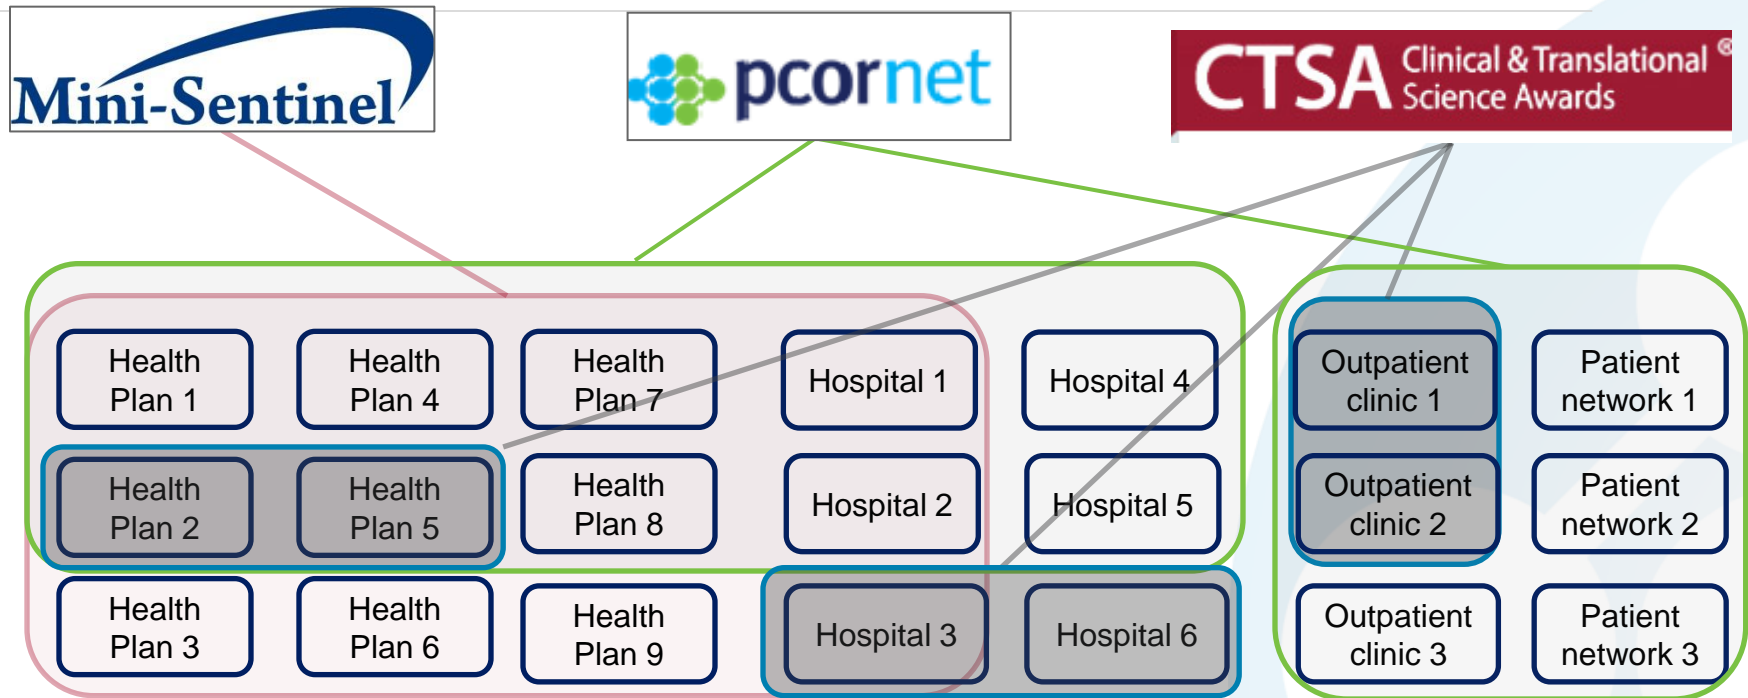 Mini-Sentinel
pcornet
CTSA Clinical & Translational ®
Science Awards
Health
Plan 1
Health
Plan 4
Health
Plan 7
Hospital 1
Hospital 4
Outpatient
clinic 1
Patient
network 1
Health
Plan 2
Health
Plan 5
Health
Plan 8
Hospital 2
Hospital 5
Outpatient
clinic 2
Patient
network 2
Health
Plan 3
Health
Plan 6
Health
Plan 9
Hospital 3
Hospital 6
Outpatient
clinic 3
Patient
network 3